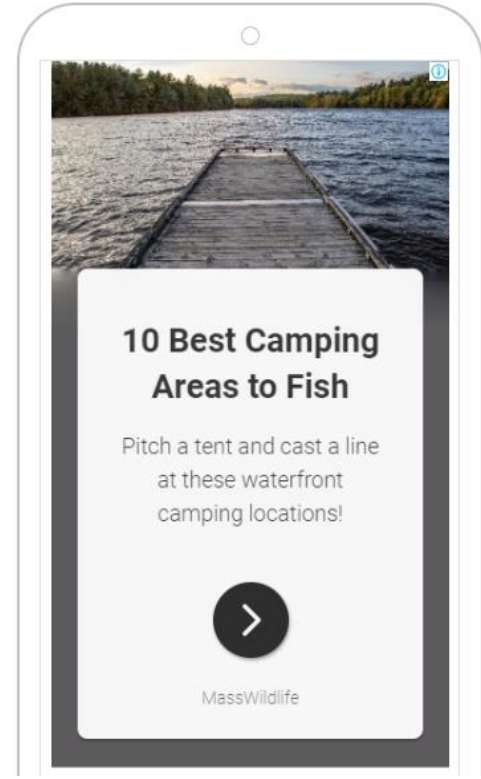 10 Best Camping
Areas to Fish
Pitch a tent and cast a line
at these waterfront
camping locations!
MassWildlife